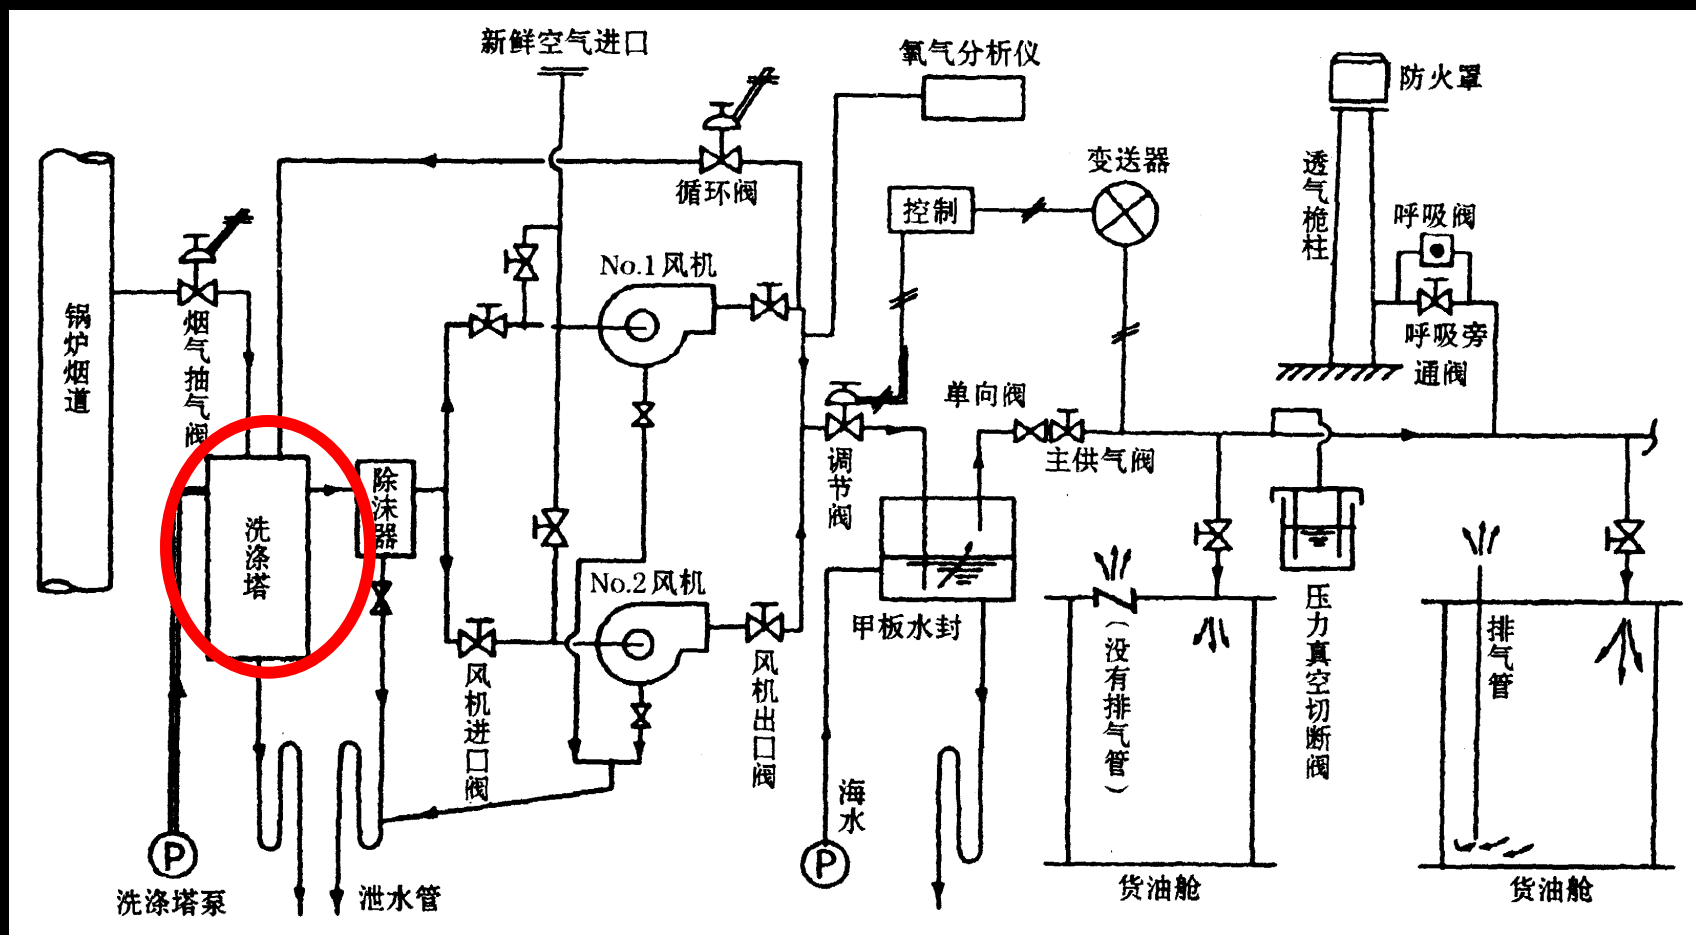 新鲜空气进口
氧气分析仪
防火罩
变送器
透气桅柱
循环阀
控制
呼吸阀
No.1风机
锅炉烟道
烟气抽气阀
呼吸旁
通阀
单向阀
调节阀
主供气阀
除沫器
洗涤塔
No.2风机
甲板水封
压力真空切断阀
(没有排气管)
排气管
风机进口阀
风机出口阀
海水
P
P
洗涤塔泵
泄水管
货油舱
货油舱